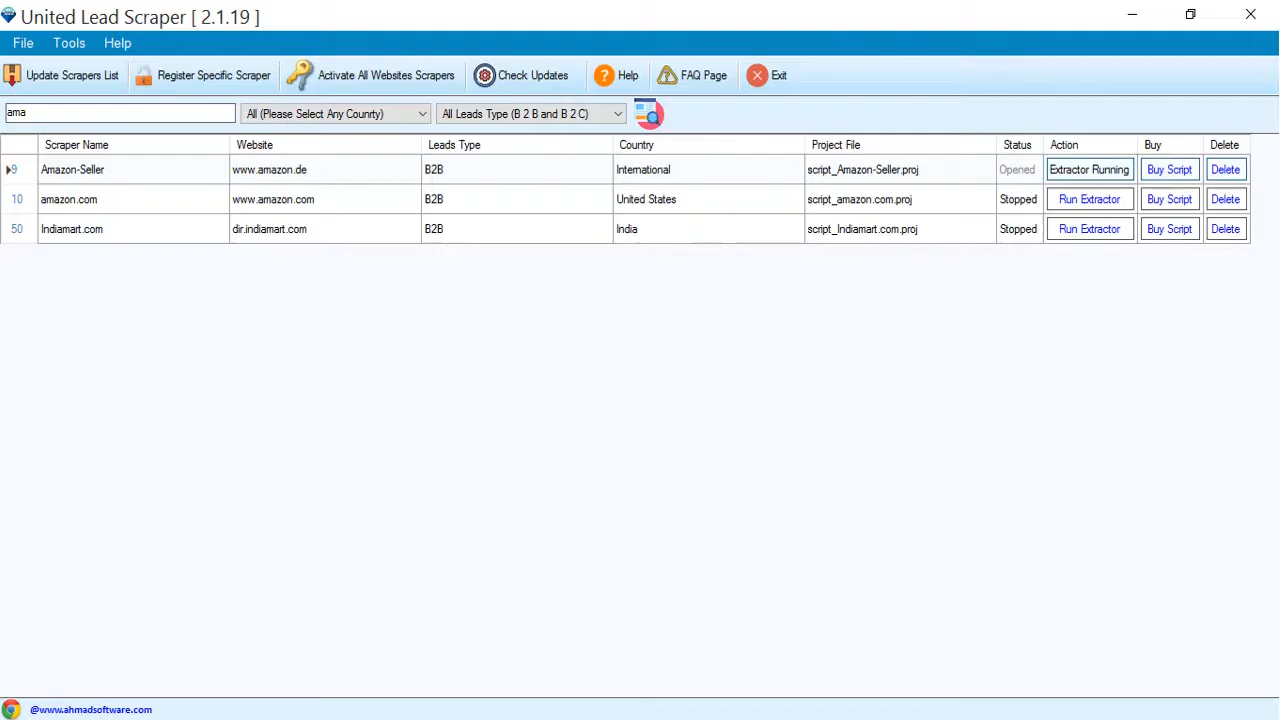 United Lead Scraper [ 2.1.19 ]
File Tools Help
Update Scrapers List Register Specific Scraper Activate All Websites Scrapers Check Updates Help FAQ Page Exit
ama All (Please Select Any Counrty) All Leads Type (B 2 B and B 2 C)
Scraper Name Website Leads Type Country Project File Status Action Buy Delete
9 Amazon-Seller www.amazon.de B2B International script_Amazon-Seller.proj Opened Extractor Running Buy Script Delete
10 amazon.com www.amazon.com B2B United States script_amazon.com.proj Stopped Run Extractor Buy Script Delete
50 Indiamart.com dir.indiamart.com B2B India script_Indiamart.com.proj Stopped Run Extractor Buy Script Delete
@www.ahmadsoftware.com